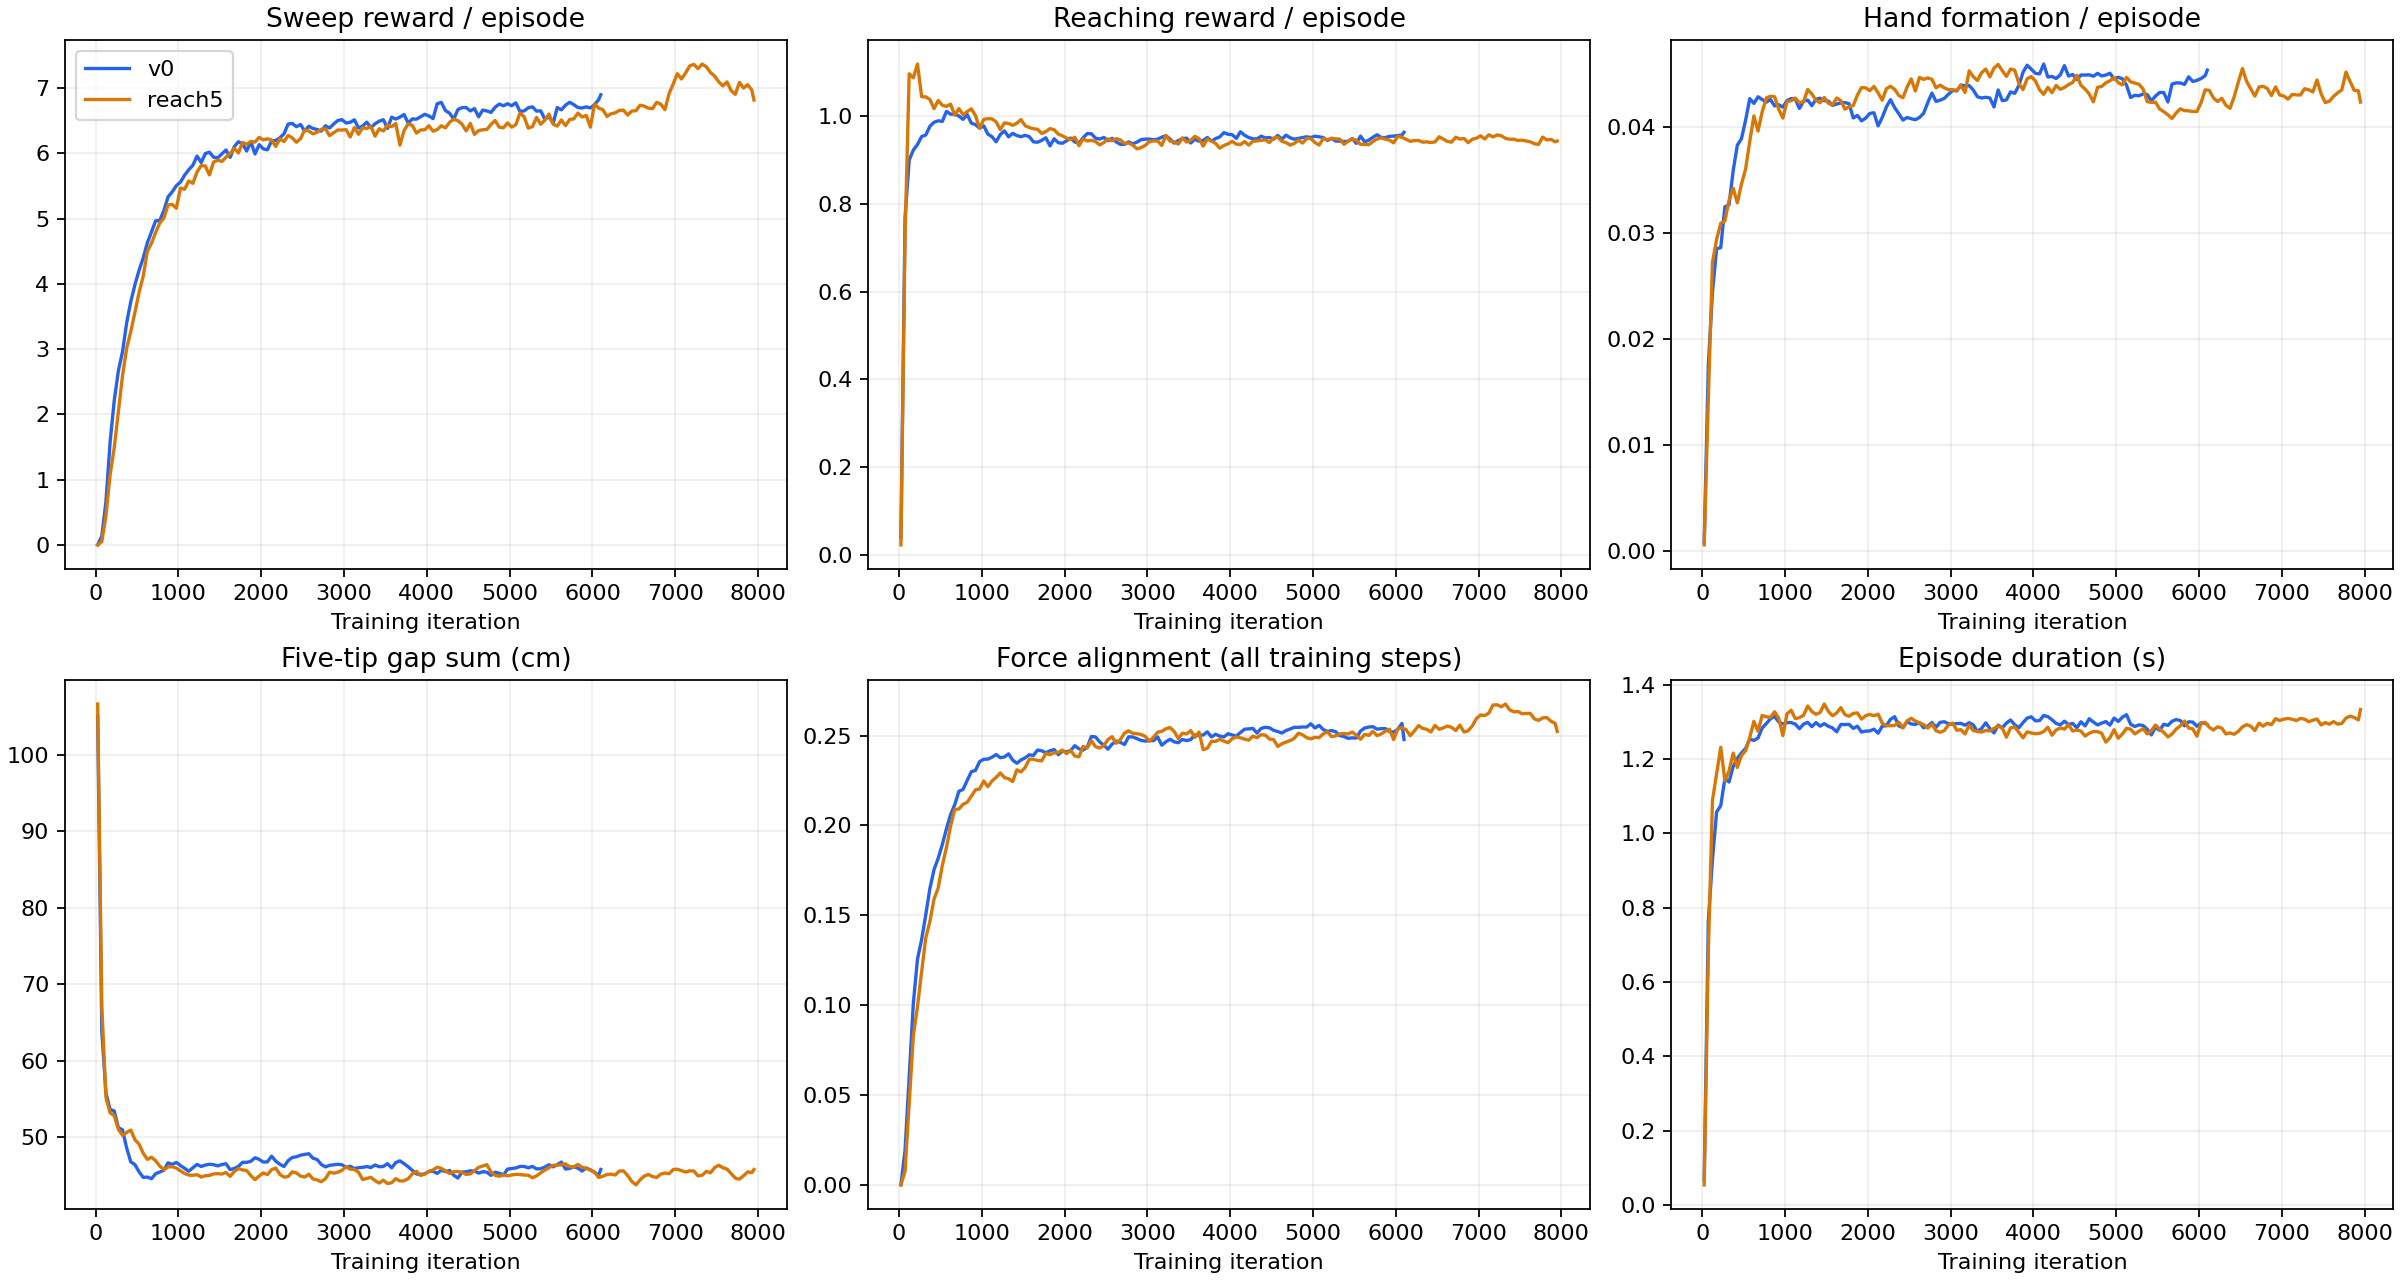 Sweep reward / episode
v0
reach5
7
6
5
4
3
2
1
0
0 1000 2000 3000 4000 5000 6000 7000 8000
Training iteration
Reaching reward / episode
1.0
0.8
0.6
0.4
0.2
0.0
0 1000 2000 3000 4000 5000 6000 7000 8000
Training iteration
Hand formation / episode
0.04
0.03
0.02
0.01
0.00
0 1000 2000 3000 4000 5000 6000 7000 8000
Training iteration
Five-tip gap sum (cm)
100
90
80
70
60
50
0 1000 2000 3000 4000 5000 6000 7000 8000
Training iteration
Force alignment (all training steps)
0.25
0.20
0.15
0.10
0.05
0.00
0 1000 2000 3000 4000 5000 6000 7000 8000
Training iteration
Episode duration (s)
1.4
1.2
1.0
0.8
0.6
0.4
0.2
0.0
0 1000 2000 3000 4000 5000 6000 7000 8000
Training iteration